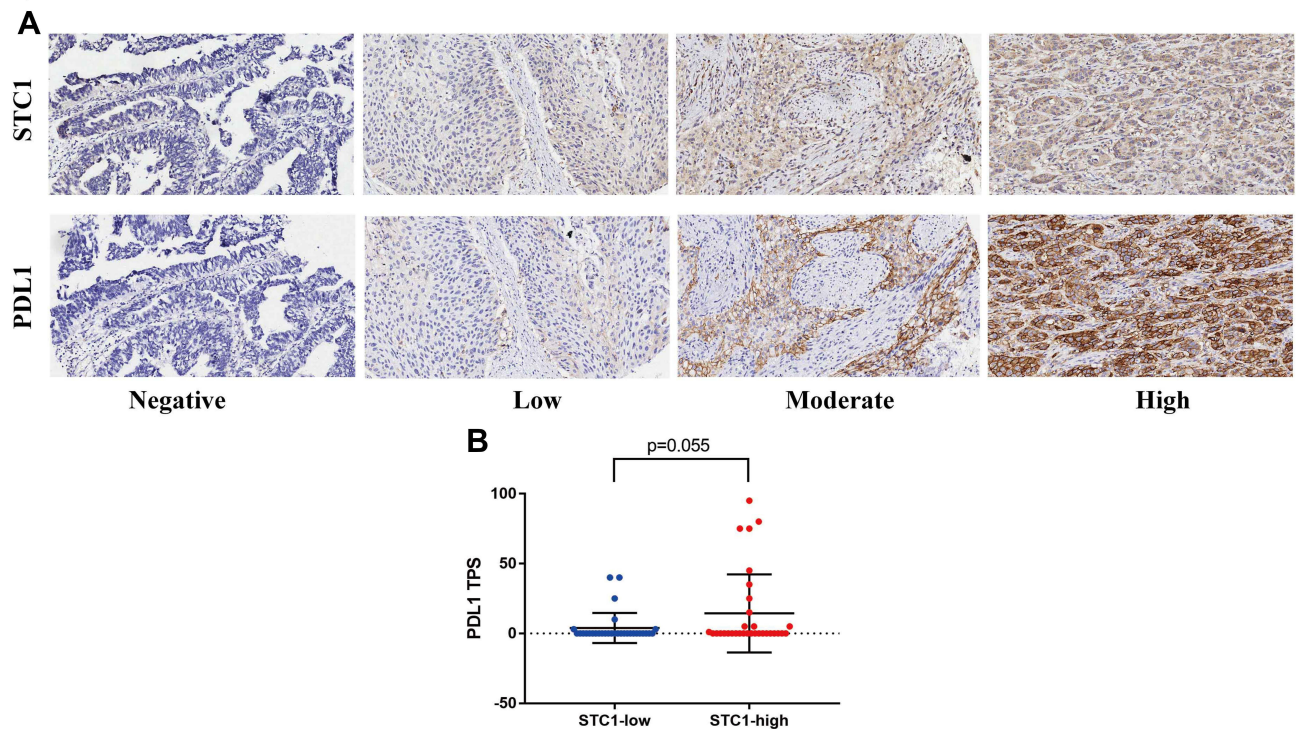 A
STC1
PDL1
Negative Low Moderate High
B
p=0.055
100
50
0
-50
PDL1 TPS
STC1-low STC1-high